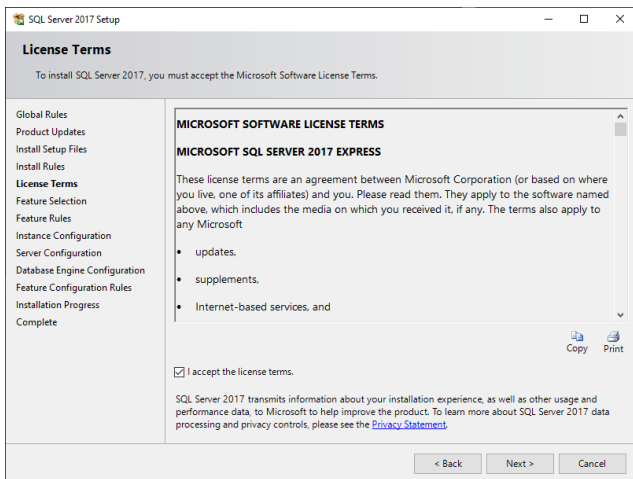 SQL Server 2017 Setup
License Terms
To install SQL Server 2017, you must accept the Microsoft Software License Terms.
Global Rules
Product Updates
Install Setup Files
Install Rules
License Terms
Feature Selection
Feature Rules
Instance Configuration
Server Configuration
Database Engine Configuration
Feature Configuration Rules
Installation Progress
Complete
MICROSOFT SOFTWARE LICENSE TERMS
MICROSOFT SQL SERVER 2017 EXPRESS
These license terms are an agreement between Microsoft Corporation (or based on where
you live, one of its affiliates) and you. Please read them. They apply to the software named
above, which includes the media on which you received it, if any. The terms also apply to
any Microsoft
• updates,
• supplements,
• Internet-based services, and
Copy Print
I accept the license terms.
SQL Server 2017 transmits information about your installation experience, as well as other usage and
performance data, to Microsoft to help improve the product. To learn more about SQL Server 2017 data
processing and privacy controls, please see the Privacy Statement.
< Back Next > Cancel